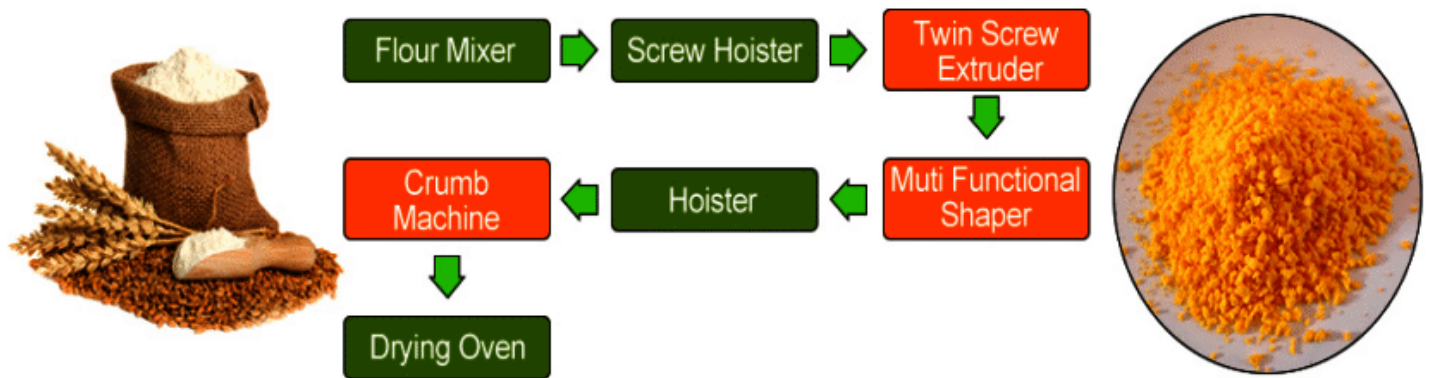 Flour Mixer
Screw Hoister
Twin Screw
Extruder
Muti Functional
Shaper
Hoister
Crumb
Machine
Drying Oven